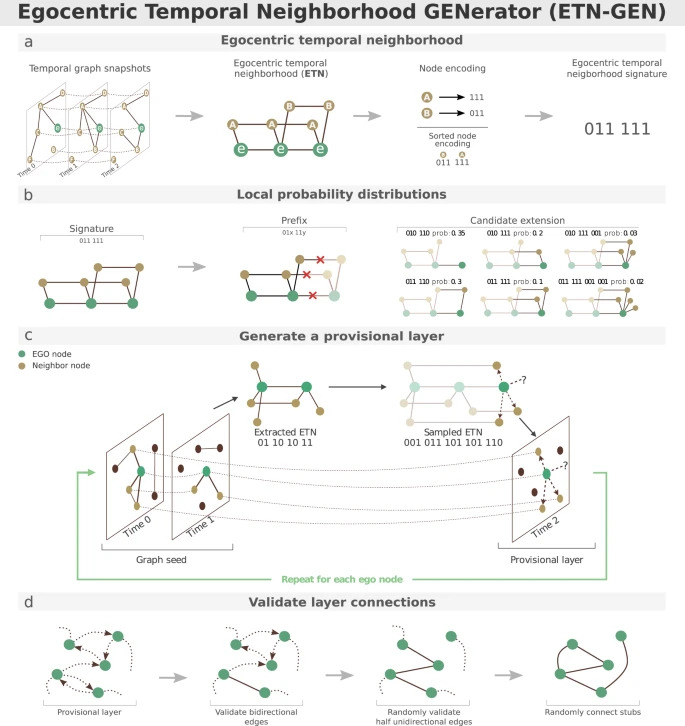 Egocentric Temporal Neighborhood GENerator (ETN-GEN)
a
Egocentric temporal neighborhood
Temporal graph snapshots
Time 0
Time 1
Time 2
Egocentric temporal
neighborhood (ETN)
B B
A A A
e e e
Node encoding
A 111
B 011
Sorted node
encoding
B A
011 111
Egocentric temporal
neigborhood signature
011 111
b
Local probability distributions
Signature
011 111
Prefix
01x 11y
Candidate extension
010 110 prob:0.35
010 111 prob:0.2
010 111 001 prob:0.03
011 110 prob:0.3
011 111 prob:0.1
011 111 001 001 prob:0.02
c
Generate a provisional layer
EGO node
Neighbor node
Extracted ETN
01 10 10 11
Sampled ETN
001 011 101 101 110
?
Time 0
Time 1
Graph seed
?
Time 2
Provisional layer
Repeat for each ego node
d
Validate layer connections
Provisional layer
Validate bidirectional
edges
Randomly validate
half unidirectional edges
Randomly connect stubs